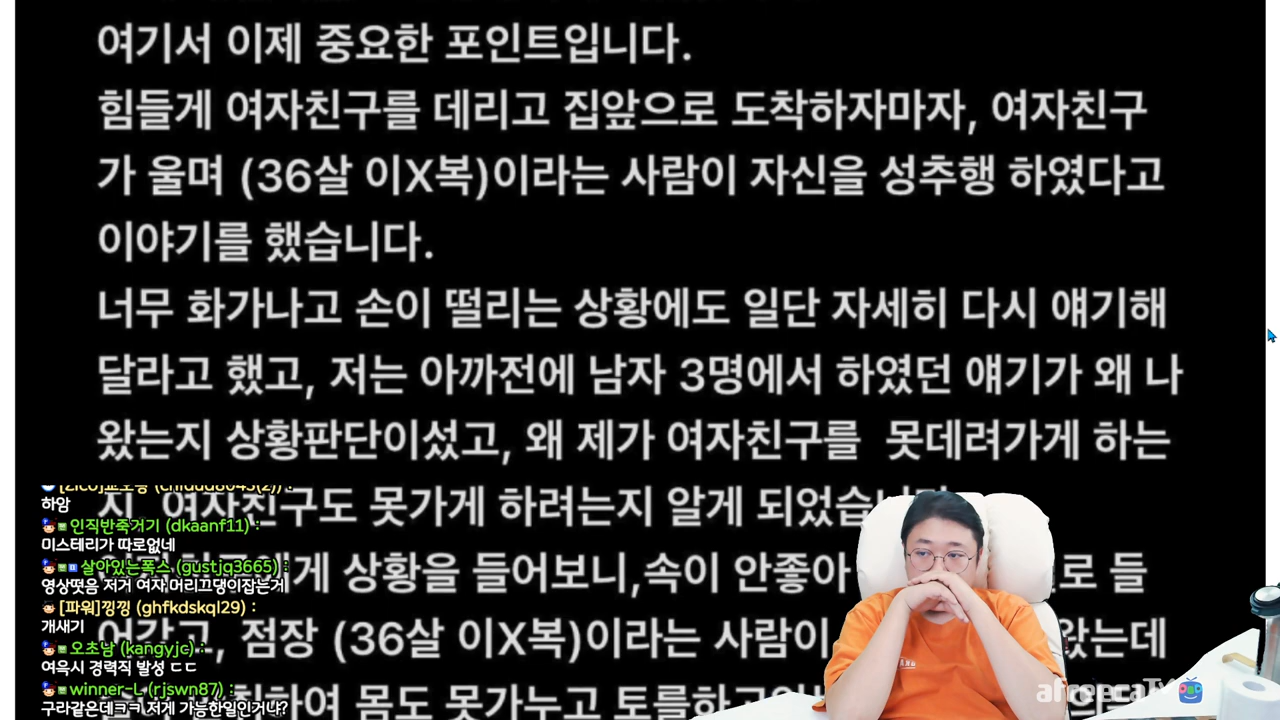 여기서 이제 중요한 포인트입니다.
힘들게 여자친구를 데리고 집앞으로 도착하자마자, 여자친구
가 울며 (36살 이X복)이라는 사람이 자신을 성추행 하였다고
이야기를 했습니다.
너무 화가나고 손이 떨리는 상황에도 일단 자세히 다시 얘기해
달라고 했고, 저는 아까전에 남자 3명에서 하였던 얘기가 왜 나
왔는지 상황판단이섰고, 왜 제가 여자친구를 못데려가게 하는
지 여자친구도 못가게 하려는지 알게 되었습니다
게 상황을 들어보니,속이 안좋아 로 들
어갔고, 점장 (36살 이X복)이라는 사람이 왔는데
하여 몸도 못가누고 토를하고
하암
인직반죽거기 (dkaanf11) :
미스테리가 따로없네
살아있는폭스 (gustjq3665) :
영상떳음 저거 여자 머리끄댕이잡는게
[파워]낑낑 (ghfkdskql29) :
개새기
오초남 (kangyjc) :
여윽시 경력직 발성 ㄷㄷ
winner-L (rjswn87) :
구라같은데ㅋㅋ 저게 가능한일인거냐?
afreecaTV